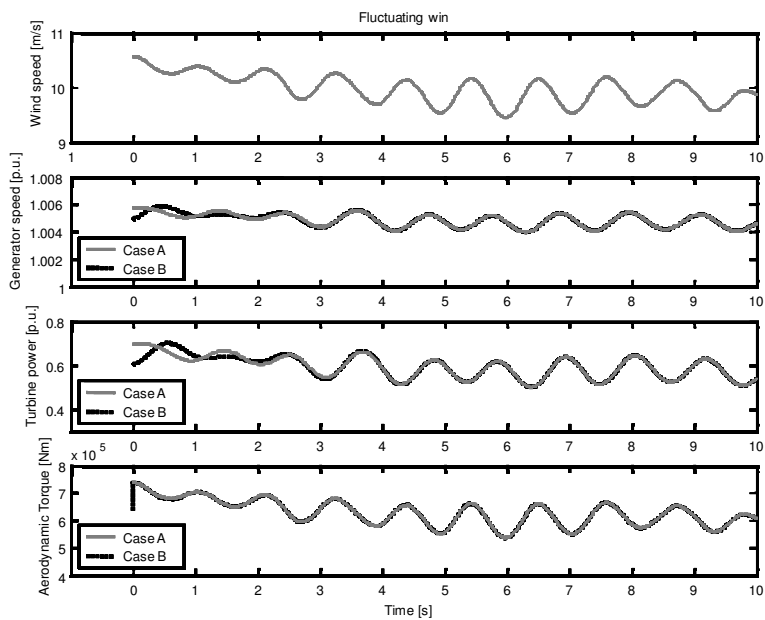 Fluctuating win
Wind speed [m/s]
11
10
9
1 0 1 2 3 4 5 6 7 8 9 10
Generator speed [p.u.]
1.008
1.006
1.004
1.002
1
Case A
Case B
0 1 2 3 4 5 6 7 8 9 10
Turbine power [p.u.]
0.8
0.6
0.4
Case A
Case B
0 1 2 3 4 5 6 7 8 9 10
Aerodynamic Torque [Nm]
x 10 5
8
7
6
5
4
Case A
Case B
0 1 2 3 4 5 6 7 8 9 10
Time [s]